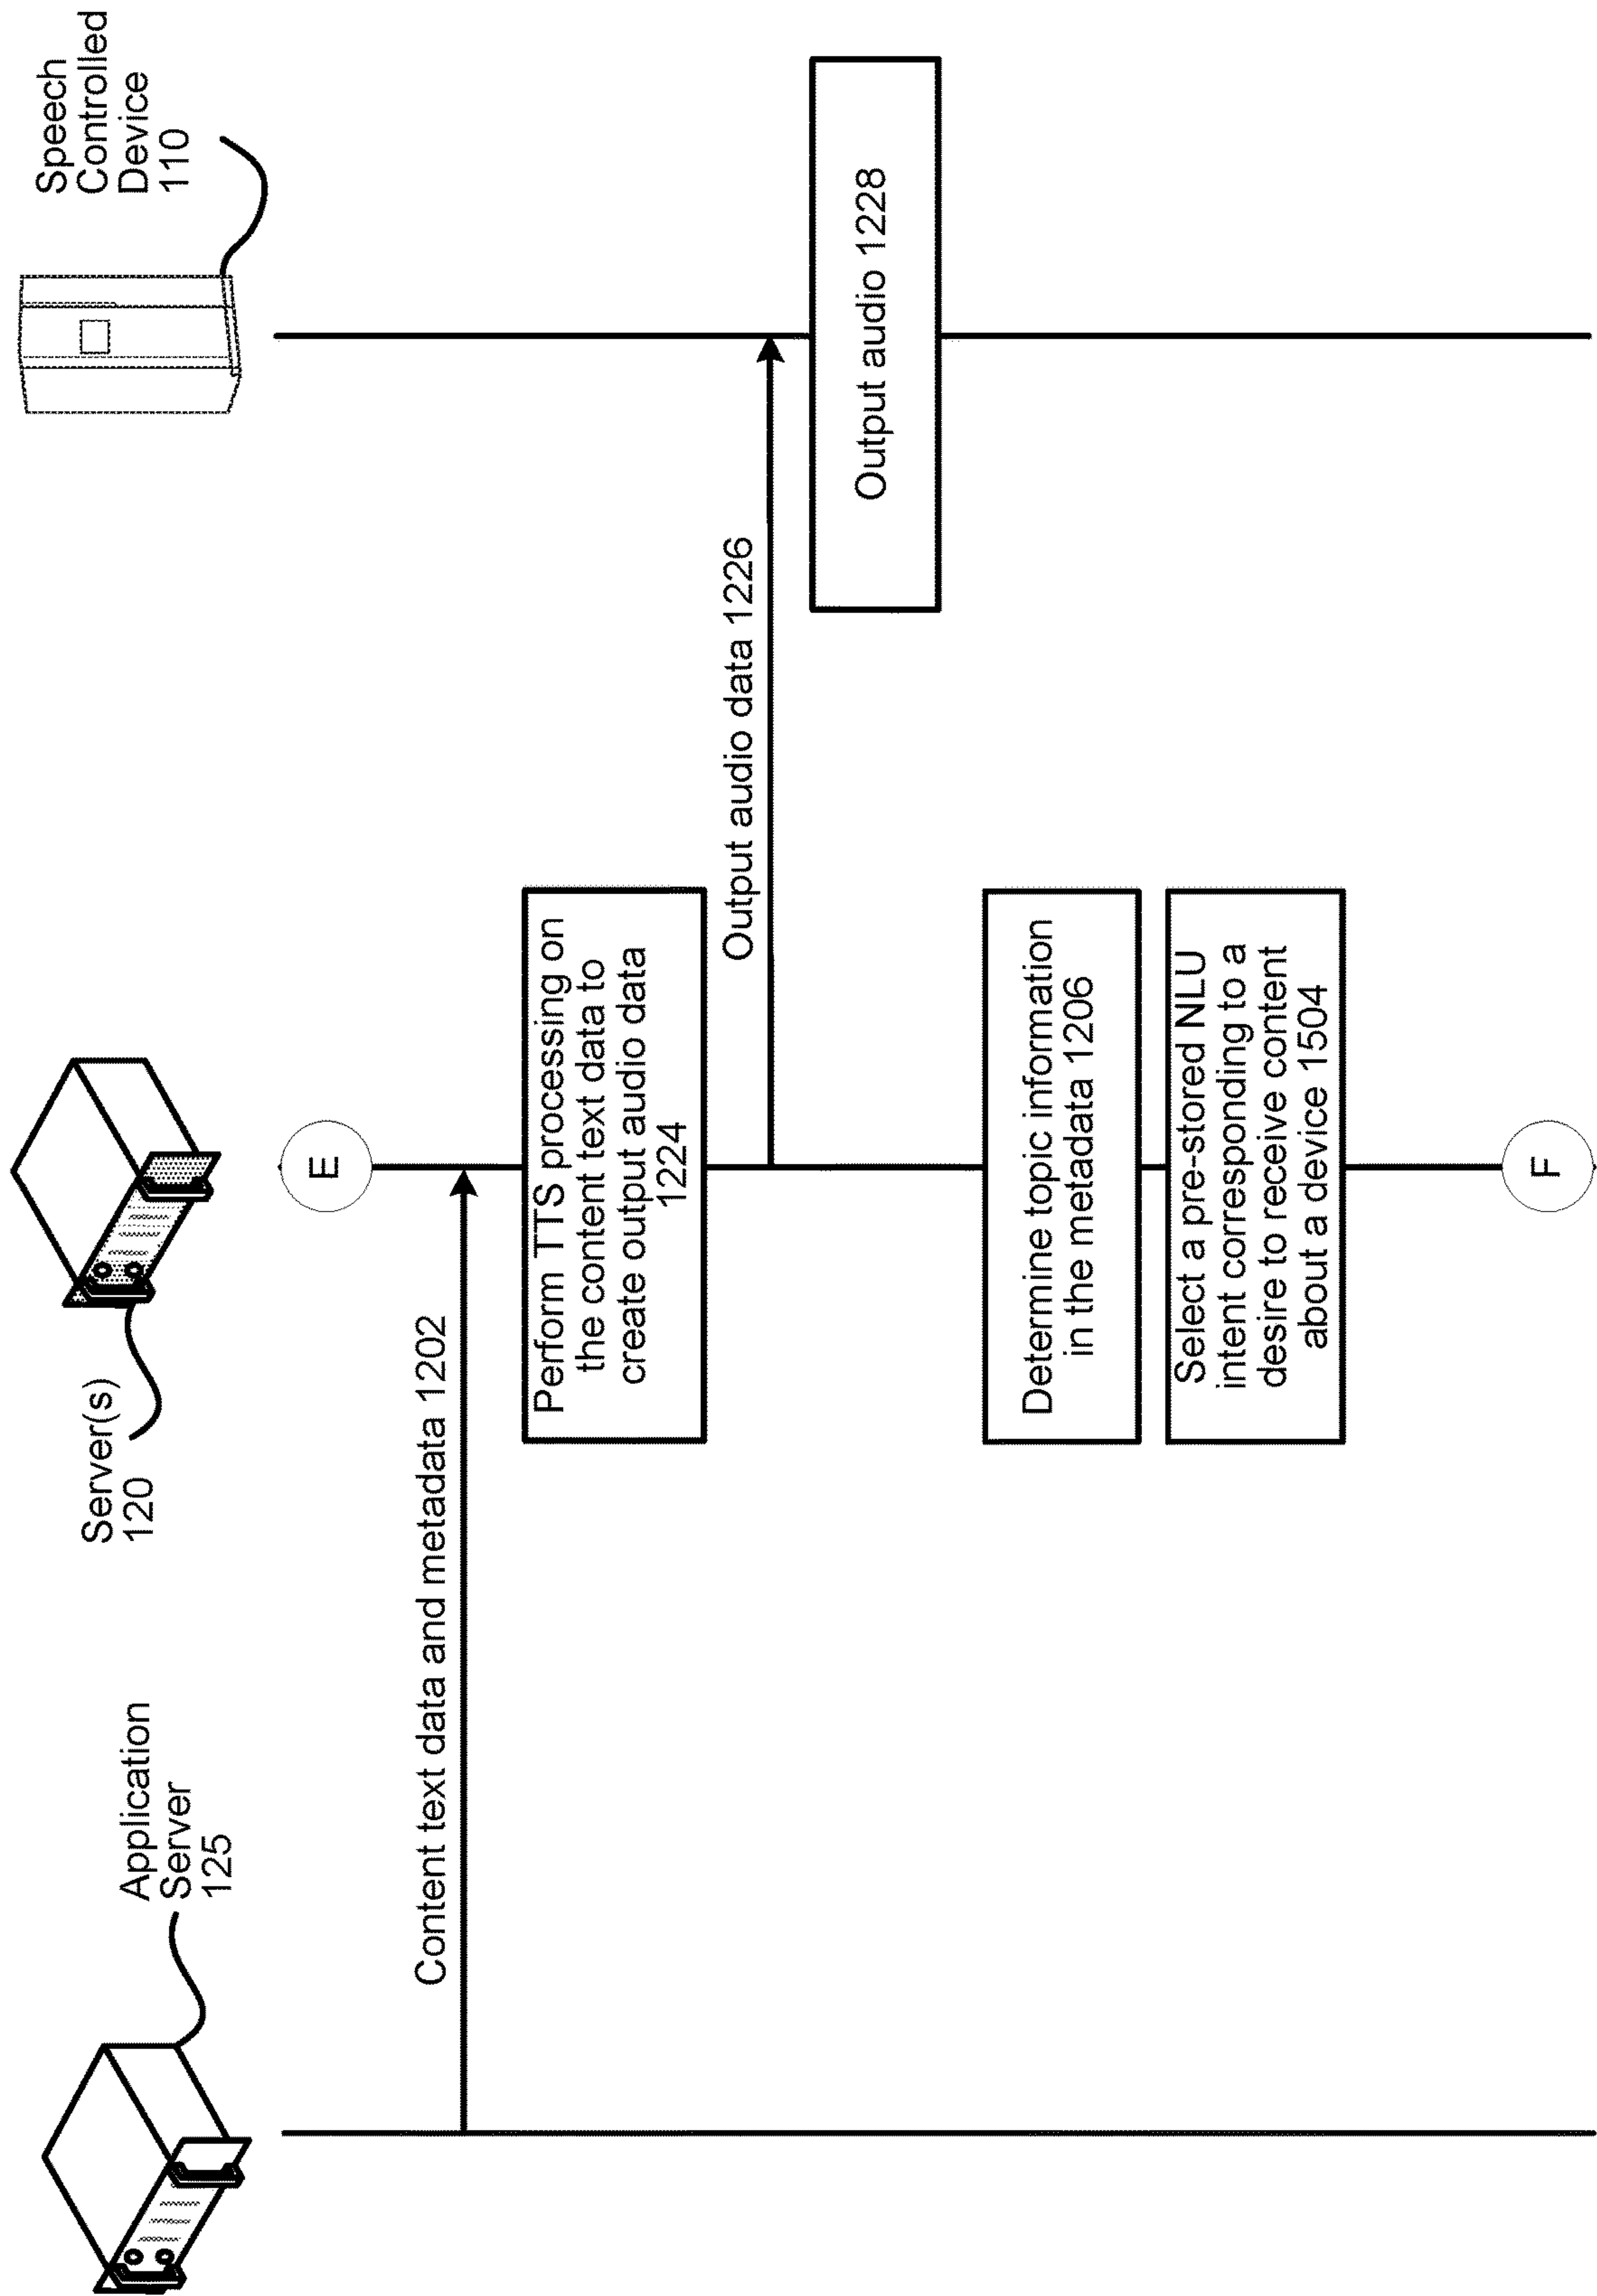 Application
Server
125
Server(s)
120
Speech
Controlled
Device
110
E
Content text data and metadata 1202
Perform TTS processing on
the content text data to
create output audio data
1224
Output audio data 1226
Output audio 1228
Determine topic information
in the metadata 1206
Select a pre-stored NLU
intent corresponding to a
desire to receive content
about a device 1504
F